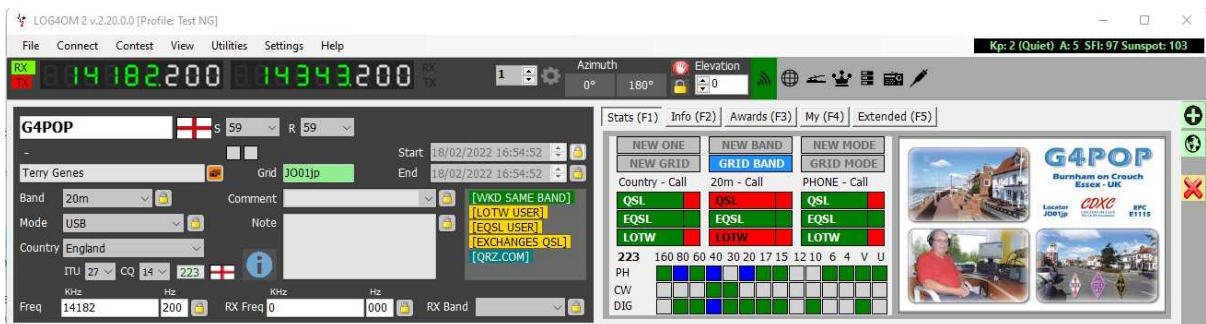 LOG4OM 2 v.2.20.0.0 [Profile: Test NG]
File Connect Contest View Utilities Settings Help
Kp: 2 (Quiet) A: 5 SFI: 97 Sunspot: 103
RX 14182.200 14343.200 RX 1 Azimuth Elevation
TX TX 0° 180° 0
G4POP S 59 R 59
- Start 18/02/2022 16:54:52
Terry Genes Grid JO01jp End 18/02/2022 16:54:52
Band 20m Comment [WKD SAME BAND]
[LOTW USER]
Mode USB Note [EQSL USER]
[EXCHANGES QSL]
Country England [QRZ.COM]
ITU 27 CQ 14 223
KHz Hz KHz Hz
Freq 14182 200 RX Freq 0 000 RX Band
Stats (F1) Info (F2) Awards (F3) My (F4) Extended (F5)
NEW ONE NEW BAND NEW MODE
NEW GRID GRID BAND GRID MODE
Country - Call 20m - Call PHONE - Call
QSL QSL QSL
EQSL EQSL EQSL
LOTW LOTW LOTW
223 160 80 60 40 30 20 17 15 12 10 6 4 V U
PH
CW
DIG
G4POP
Burnham on Crouch
Essex - UK
Locator CDXC EPC
JO01jp E1115